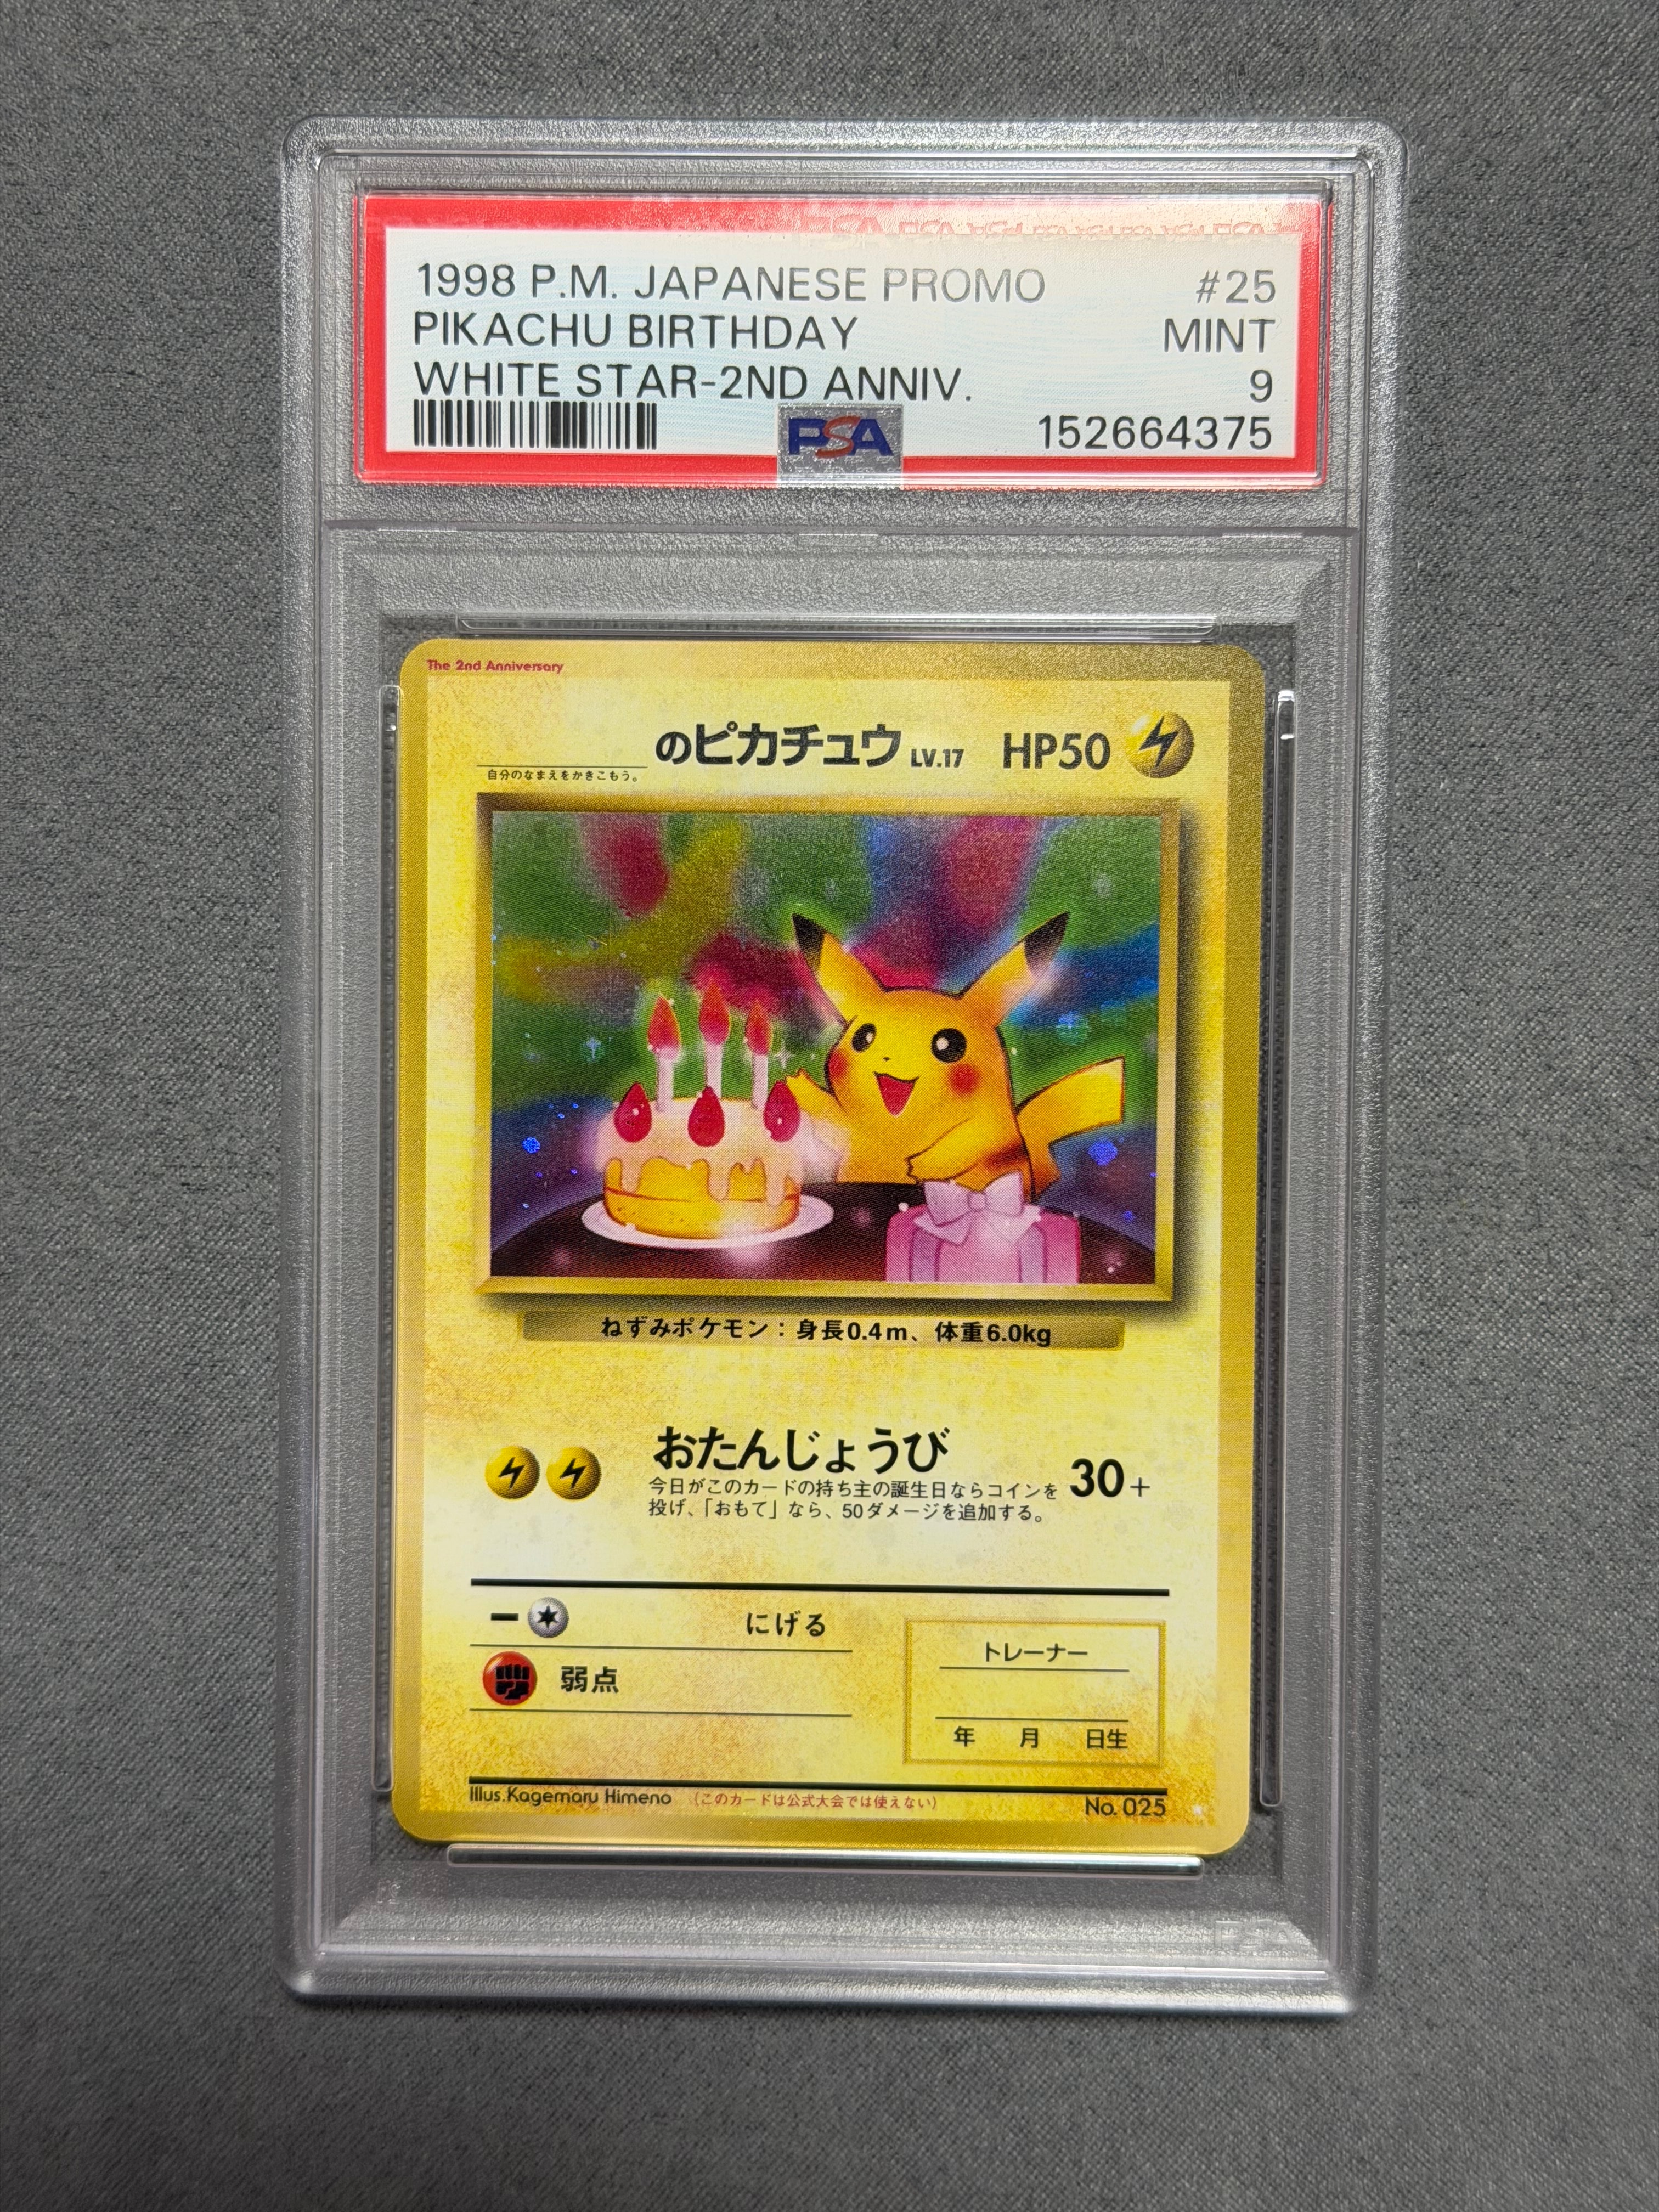 1998 P.M. JAPANESE PROMO #25
PIKACHU BIRTHDAY MINT
WHITE STAR-2ND ANNIV. 9
PSA 152664375
The 2nd Anniversary
のピカチュウ LV.17 HP50
自分のなまえをかきこもう。
ねずみポケモン：身長0.4m、体重6.0kg
おたんじょうび 30+
今日がこのカードの持ち主の誕生日ならコインを
投げ、「おもて」なら、50ダメージを追加する。
にげる
弱点
トレーナー
年 月 日生
Illus.Kagemaru Himeno （このカードは公式大会では使えない） No. 025